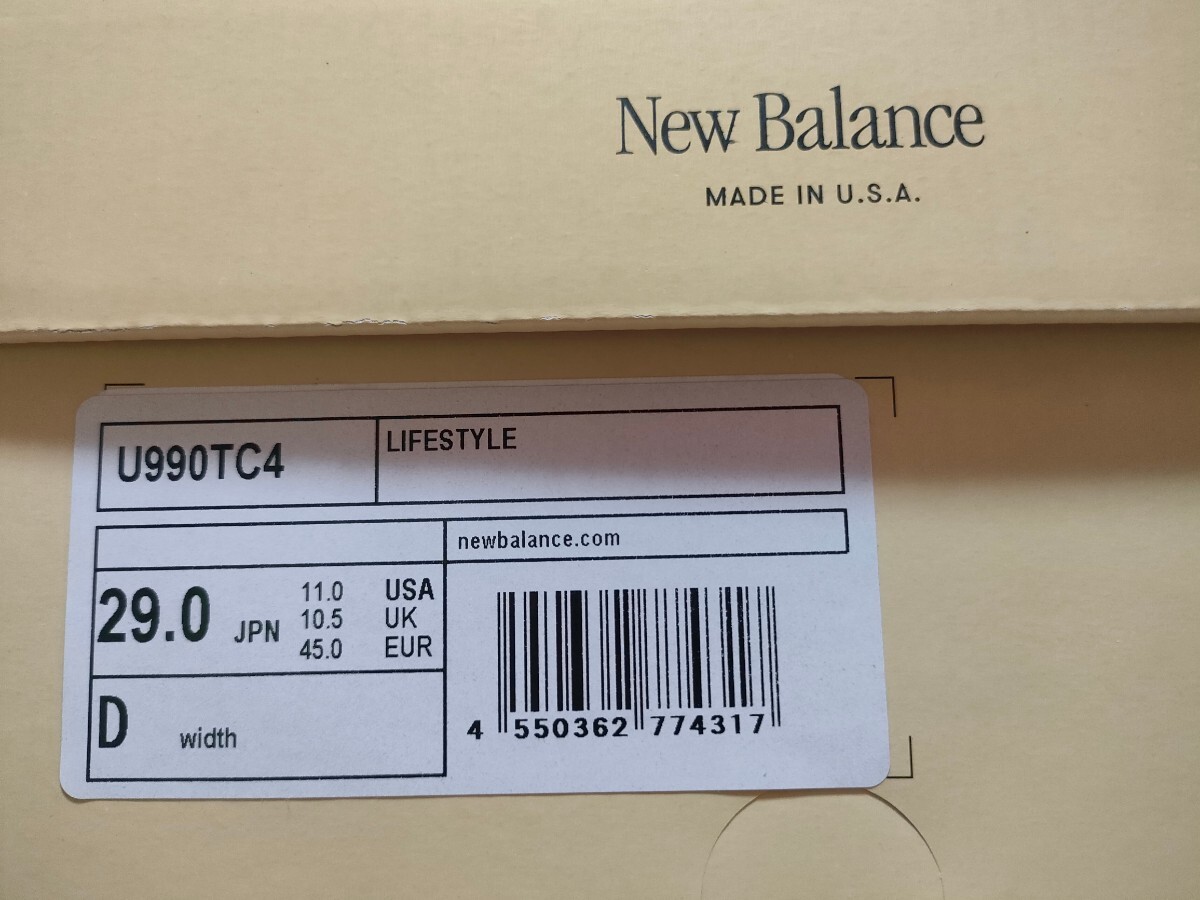 New Balance
MADE IN U.S.A.
U990TC4
LIFESTYLE
newbalance.com
29.0 JPN
11.0 USA
10.5 UK
45.0 EUR
D width
4 550362 774317